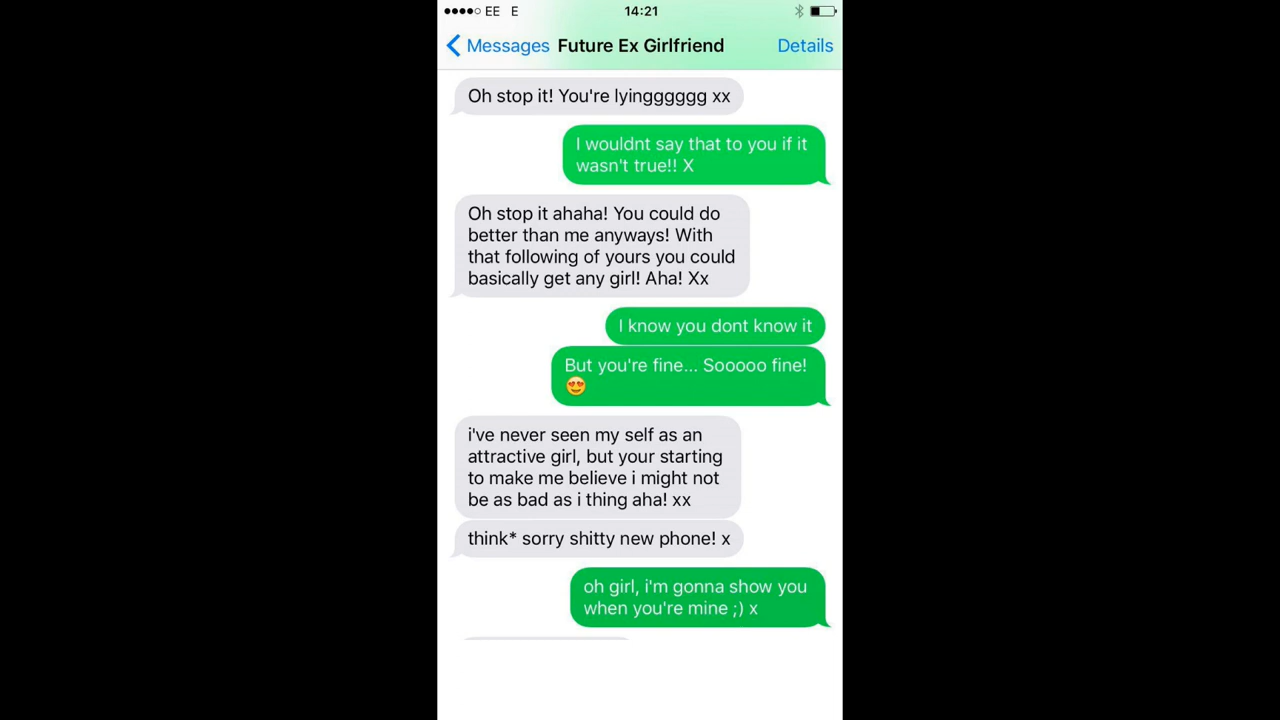 EE E 14:21
Messages Future Ex Girlfriend Details
Oh stop it! You're lyingggggg xx
I wouldnt say that to you if it
wasn't true!! X
Oh stop it ahaha! You could do
better than me anyways! With
that following of yours you could
basically get any girl! Aha! Xx
I know you dont know it
But you're fine... Sooooo fine!
😍
i've never seen my self as an
attractive girl, but your starting
to make me believe i might not
be as bad as i thing aha! xx
think* sorry shitty new phone! x
oh girl, i'm gonna show you
when you're mine ;) x